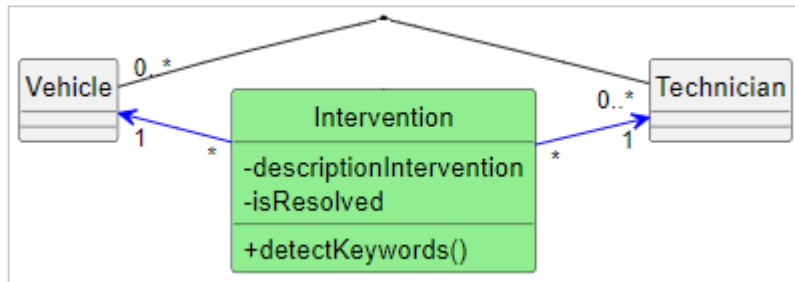 Vehicle
0..*
1
*
Intervention
-descriptionIntervention
-isResolved
+detectKeywords()
Technician
0..*
1
*